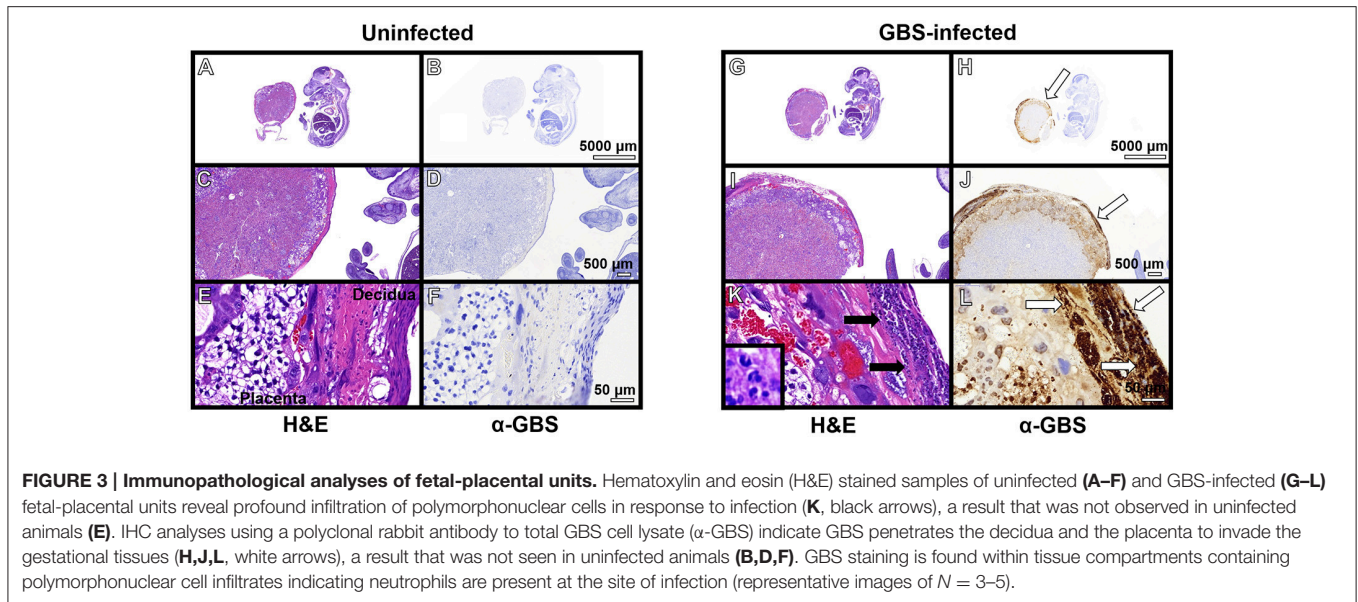 Uninfected
GBS-infected
A
B
5000 µm
G
H
5000 µm
C
D
500 µm
I
J
500 µm
E
Decidua
Placenta
F
50 µm
K
L
50 µm
H&E
α-GBS
H&E
α-GBS
FIGURE 3 | Immunopathological analyses of fetal-placental units. Hematoxylin and eosin (H&E) stained samples of uninfected (A–F) and GBS-infected (G–L)
fetal-placental units reveal profound infiltration of polymorphonuclear cells in response to infection (K, black arrows), a result that was not observed in uninfected
animals (E). IHC analyses using a polyclonal rabbit antibody to total GBS cell lysate (α-GBS) indicate GBS penetrates the decidua and the placenta to invade the
gestational tissues (H,J,L, white arrows), a result that was not seen in uninfected animals (B,D,F). GBS staining is found within tissue compartments containing
polymorphonuclear cell infiltrates indicating neutrophils are present at the site of infection (representative images of N = 3–5).